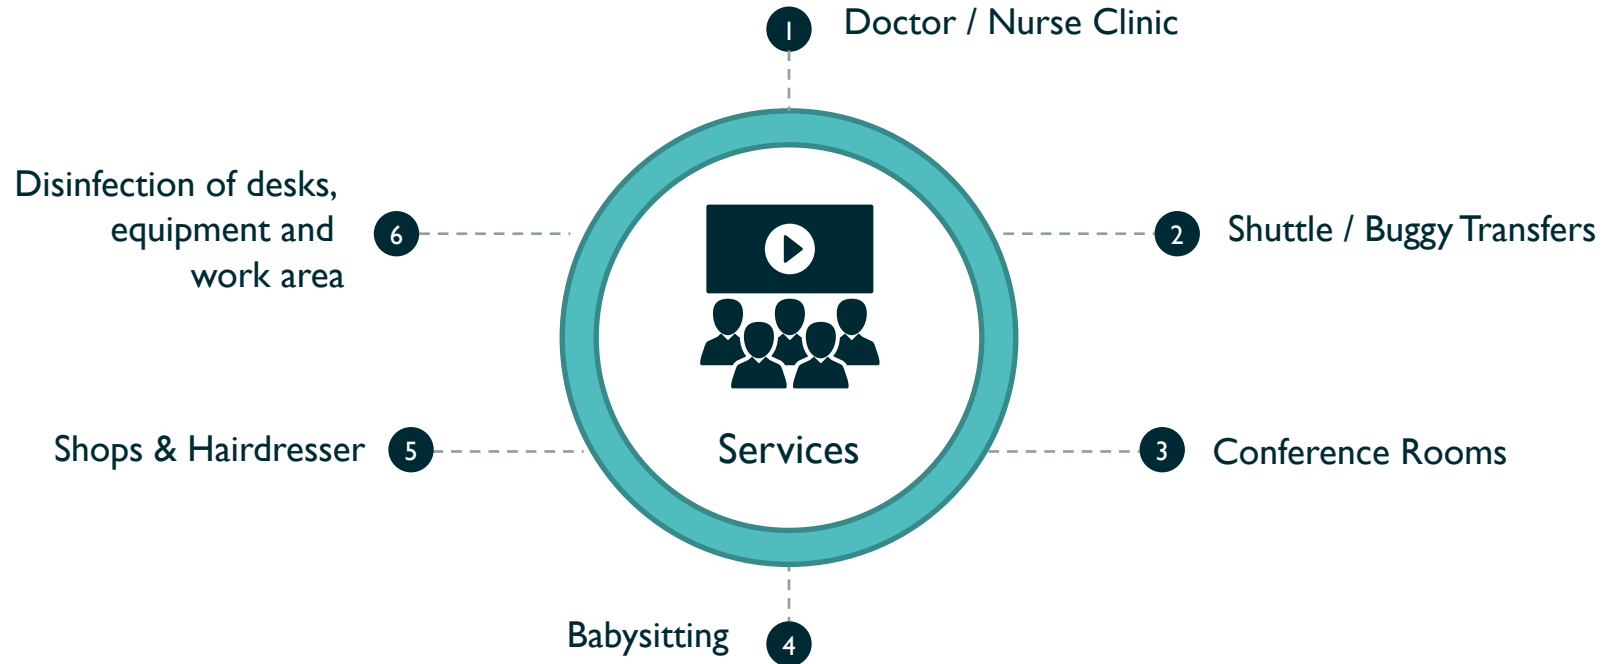 1 Doctor / Nurse Clinic
2 Shuttle / Buggy Transfers
3 Conference Rooms
4 Babysitting
5 Shops & Hairdresser
6 Disinfection of desks,
equipment and
work area
Services